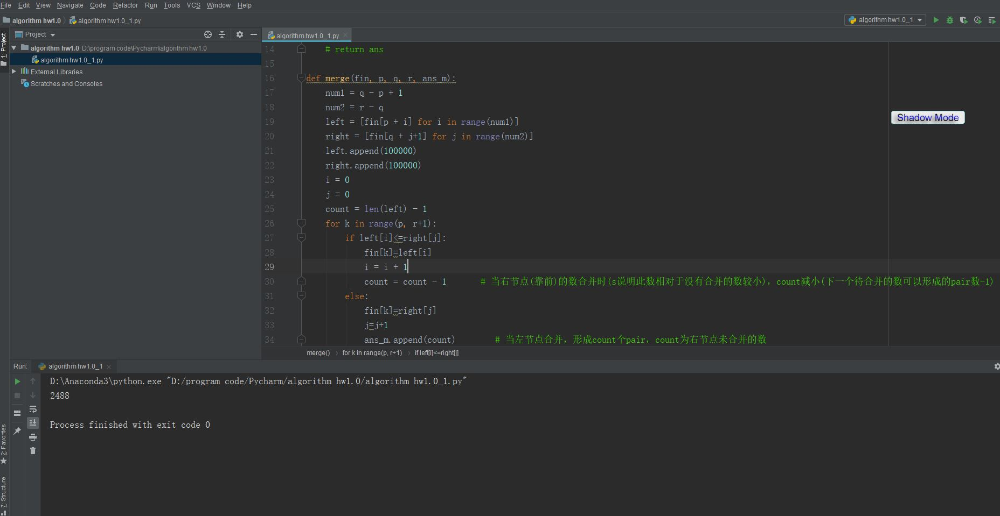 File Edit View Navigate Code Refactor Run Tools VCS Window Help
algorithm hw1.0 algorithm hw1.0_1.py
algorithm hw1.0_1
1: Project
Project
algorithm hw1.0 D:\program code\Pycharm\algorithm hw1.0
algorithm hw1.0_1.py
External Libraries
Scratches and Consoles
algorithm hw1.0_1.py
14 # return ans
15
16 def merge(fin, p, q, r, ans_m):
17 num1 = q - p + 1
18 num2 = r - q
19 left = [fin[p + i] for i in range(num1)]
20 right = [fin[q + j+1] for j in range(num2)]
21 left.append(100000)
22 right.append(100000)
23 i = 0
24 j = 0
25 count = len(left) - 1
26 for k in range(p, r+1):
27 if left[i]<=right[j]:
28 fin[k]=left[i]
29 i = i + 1
30 count = count - 1 # 当右节点(靠前)的数合并时(s说明此数相对于没有合并的数较小)，count减小(下一个待合并的数可以形成的pair数-1)
31 else:
32 fin[k]=right[j]
33 j=j+1
34 ans_m.append(count) # 当左节点合并，形成count个pair，count为右节点未合并的数
Shadow Mode
merge() for k in range(p, r+1) if left[i]<=right[j]
Run: algorithm hw1.0_1
D:\Anaconda3\python.exe "D:/program code/Pycharm/algorithm hw1.0/algorithm hw1.0_1.py"
2488
Process finished with exit code 0
2: Favorites
7: Structure